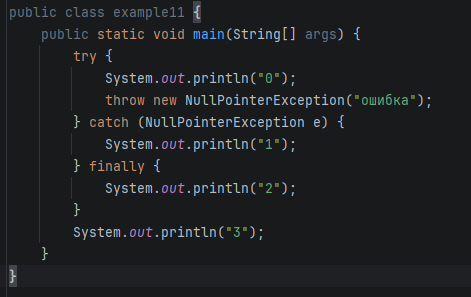 public class example11 {
    public static void main(String[] args) {
        try {
            System.out.println("0");
            throw new NullPointerException("ошибка");
        } catch (NullPointerException e) {
            System.out.println("1");
        } finally {
            System.out.println("2");
        }
        System.out.println("3");
    }
}